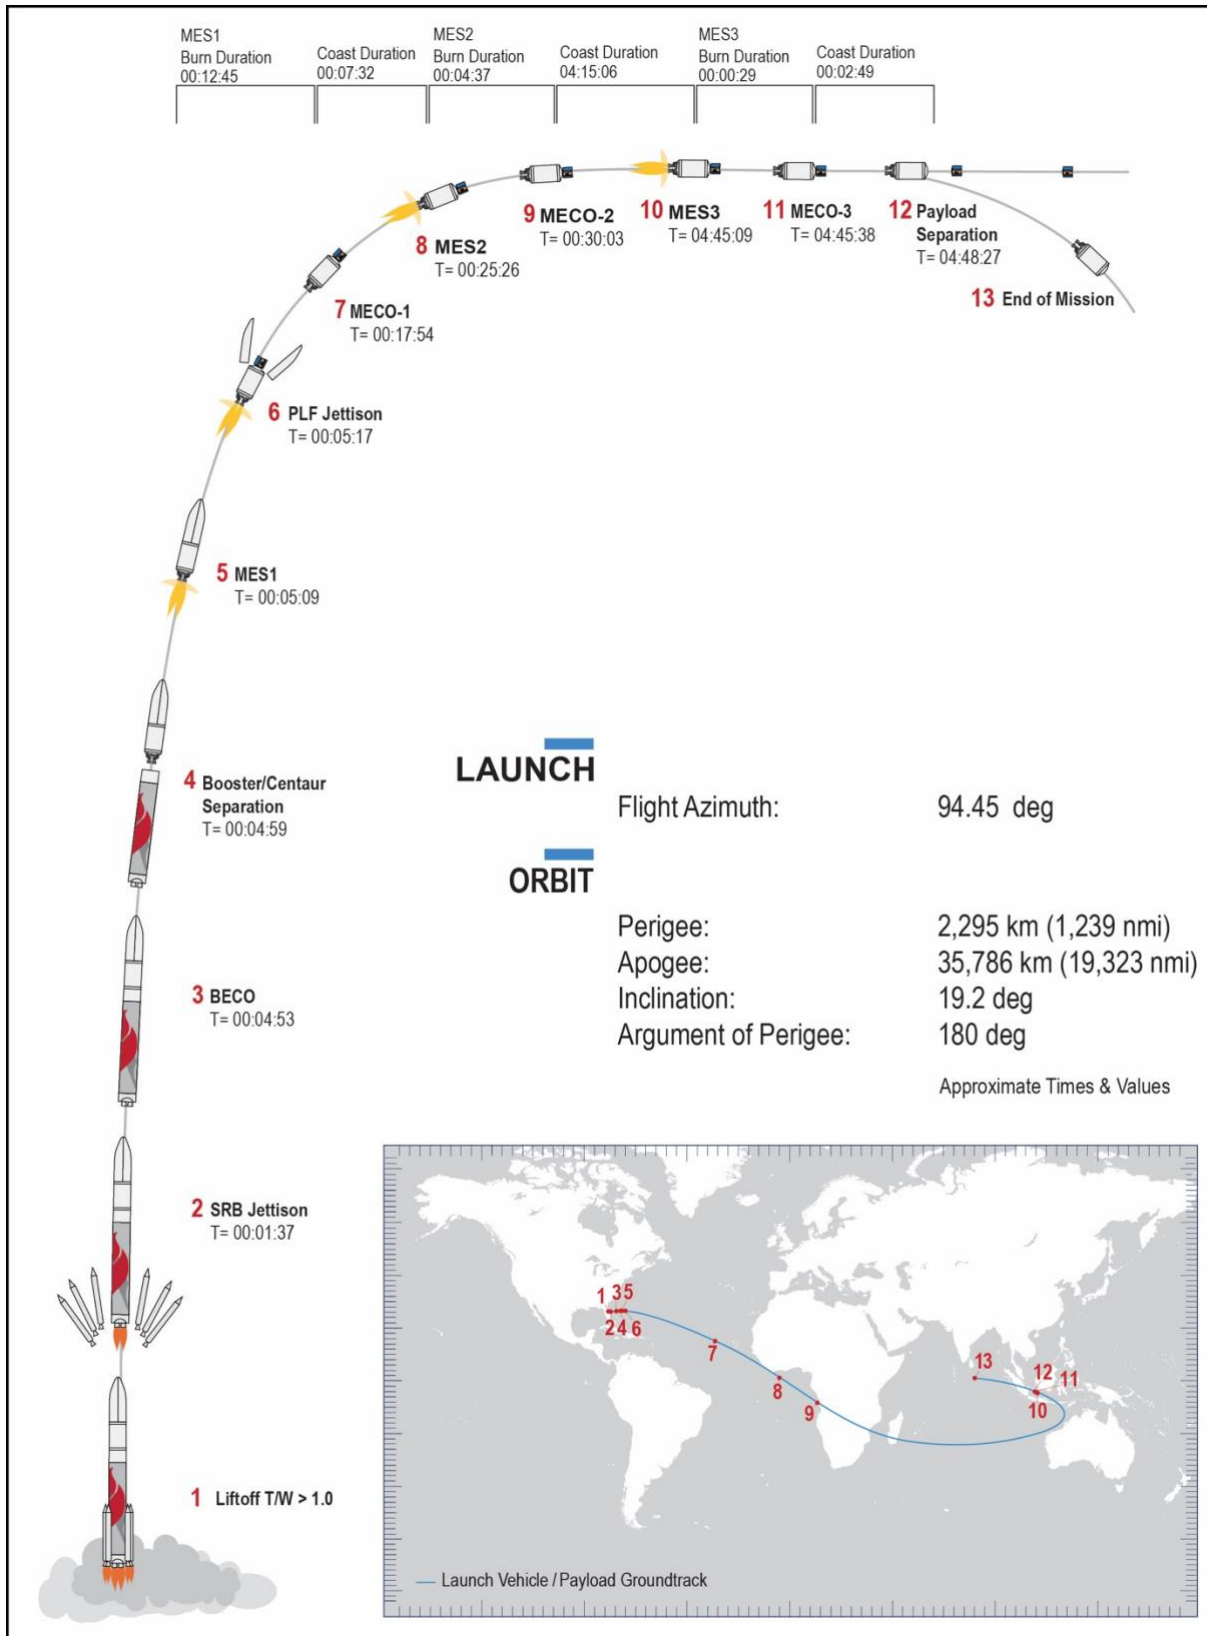 MES1
Burn Duration
00:12:45
Coast Duration
00:07:32
MES2
Burn Duration
00:04:37
Coast Duration
04:15:06
MES3
Burn Duration
00:00:29
Coast Duration
00:02:49
9 MECO-2
T= 00:30:03
10 MES3
T= 04:45:09
11 MECO-3
T= 04:45:38
12 Payload
Separation
T= 04:48:27
8 MES2
T= 00:25:26
13 End of Mission
7 MECO-1
T= 00:17:54
6 PLF Jettison
T= 00:05:17
5 MES1
T= 00:05:09
4 Booster/Centaur
Separation
T= 00:04:59
3 BECO
T= 00:04:53
2 SRB Jettison
T= 00:01:37
1 Liftoff T/W > 1.0
LAUNCH
Flight Azimuth: 94.45 deg
ORBIT
Perigee: 2,295 km (1,239 nmi)
Apogee: 35,786 km (19,323 nmi)
Inclination: 19.2 deg
Argument of Perigee: 180 deg
Approximate Times & Values
1 35
2 4 6
7
8
9
13
12
11
10
Launch Vehicle / Payload Groundtrack